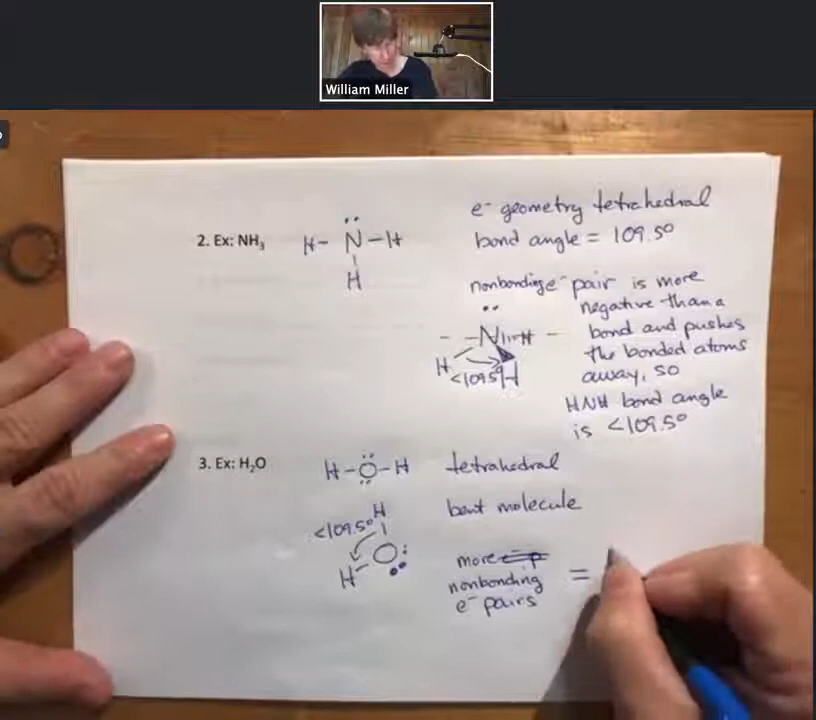 William Miller
2. Ex: NH₃
H- N̈ -H
H
e⁻ geometry tetrahedral
bond angle = 109.5°
nonbonding e⁻ pair is more
negative than a
bond and pushes
the bonded atoms
away, so
HNH bond angle
is <109.5°
N H
H <109.5° H
3. Ex: H₂O
H-O-H
tetrahedral
bent molecule
H
<109.5°
H O
more
nonbonding =
e⁻ pairs